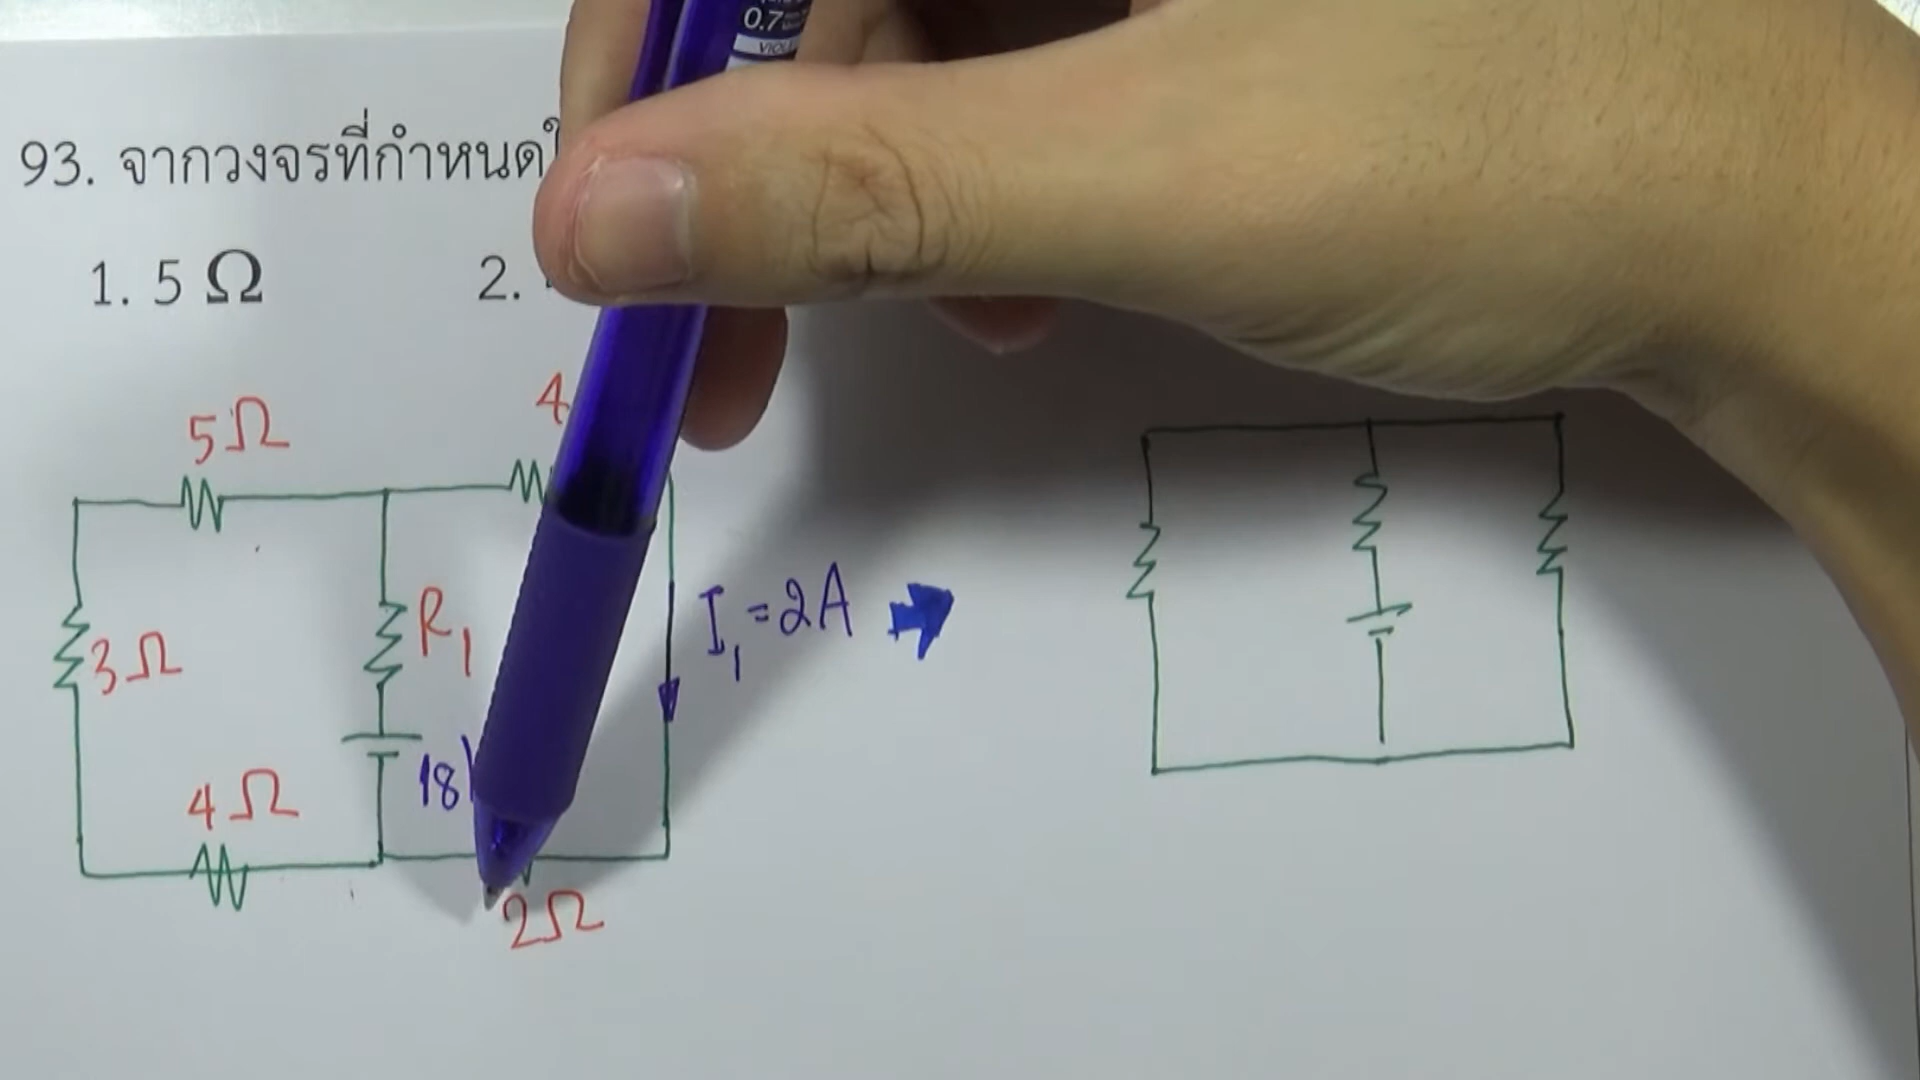 0.7
93. จากวงจรที่กำหนด
1. 5 Ω
2.
5Ω
4
3Ω
R1
I1 = 2A
18
4Ω
2Ω